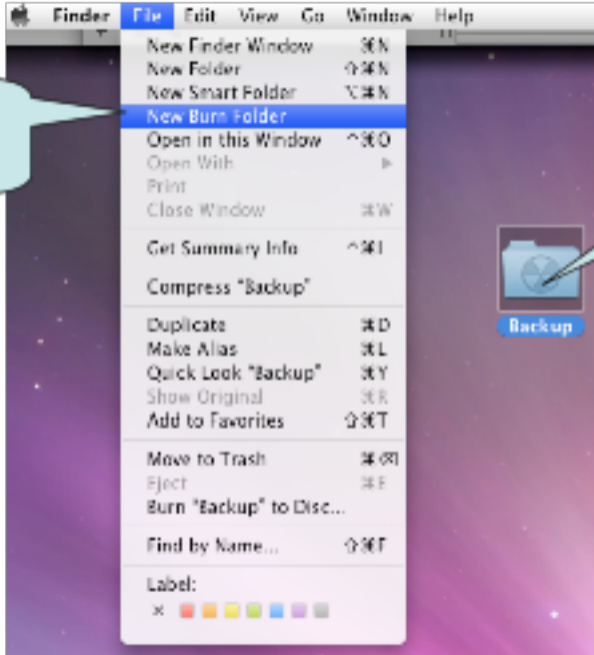 Finder File Edit View Go Window Help
New Finder Window ⌘N
New Folder ⇧⌘N
New Smart Folder ⌥⌘N
New Burn Folder
Open in this Window ^⌘O
Open With ▶
Print
Close Window ⌘W
Get Summary Info ^⌘I
Compress "Backup"
Duplicate ⌘D
Make Alias ⌘L
Quick Look "Backup" ⌘Y
Show Original ⌘R
Add to Favorites ⇧⌘T
Move to Trash ⌘⌫
Eject ⌘E
Burn "Backup" to Disc...
Find by Name... ⇧⌘F
Label:
×
Backup